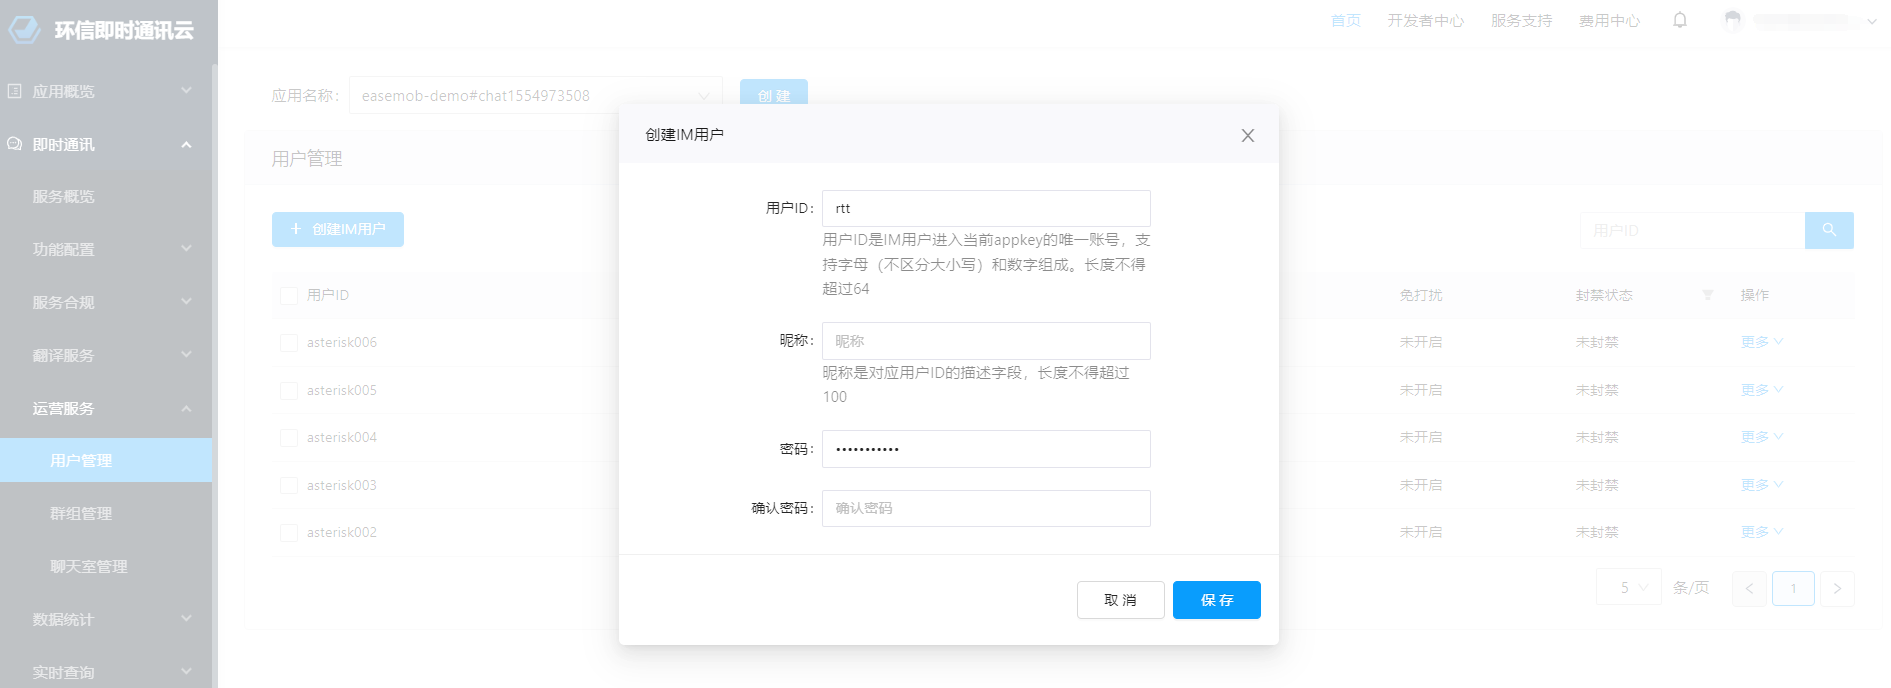 环信即时通讯云
首页
开发者中心
服务支持
费用中心
应用概览
即时通讯
服务概览
功能配置
服务合规
翻译服务
运营服务
用户管理
群组管理
聊天室管理
数据统计
实时查询
应用名称：
easemob-demo#chat1554973508
创 建
用户管理
+ 创建IM用户
用户ID
用户ID
免打扰
封禁状态
操作
asterisk006
未开启
未封禁
更多
asterisk005
未开启
未封禁
更多
asterisk004
未开启
未封禁
更多
asterisk003
未开启
未封禁
更多
asterisk002
未开启
未封禁
更多
5
条/页
<
1
>
创建IM用户
用户ID：
rtt
用户ID是IM用户进入当前appkey的唯一账号，支
持字母（不区分大小写）和数字组成。长度不得
超过64
昵称：
昵称
昵称是对应用户ID的描述字段，长度不得超过
100
密码：
•••••••••••
确认密码：
确认密码
取 消
保 存